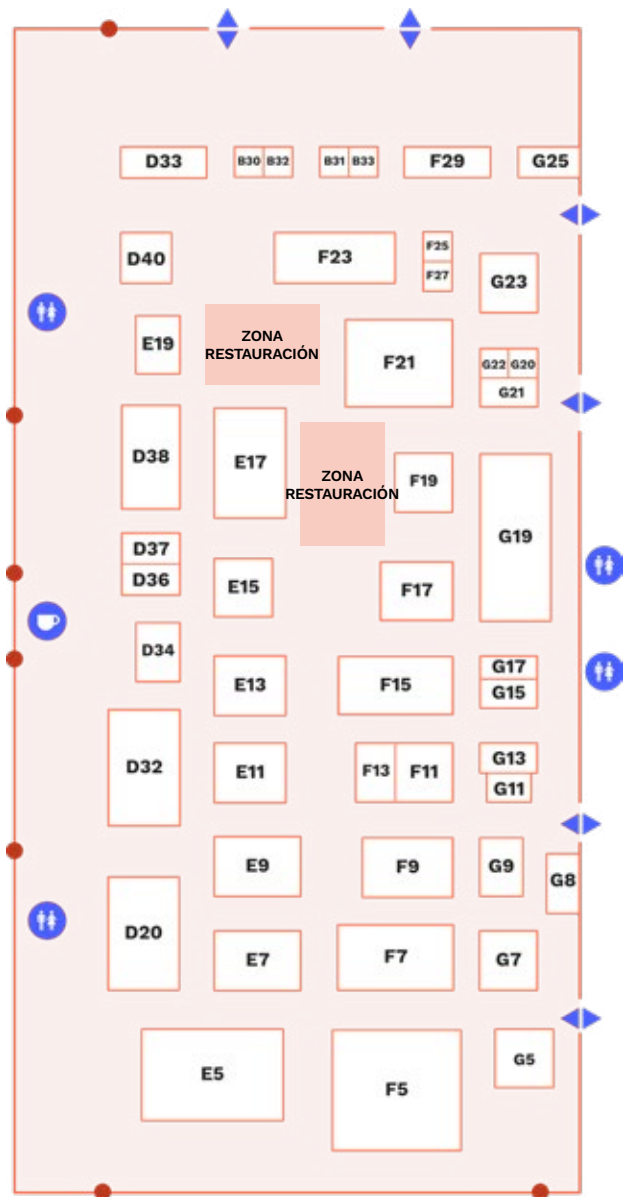 D33
B30
B32
B31
B33
F29
G25
D40
F23
F25
F27
G23
E19
ZONA
RESTAURACIÓN
F21
G22
G20
G21
D38
E17
ZONA
RESTAURACIÓN
F19
G19
D37
D36
E15
F17
D34
E13
F15
G17
G15
D32
E11
F13
F11
G13
G11
E9
F9
G9
G8
D20
E7
F7
G7
E5
F5
G5